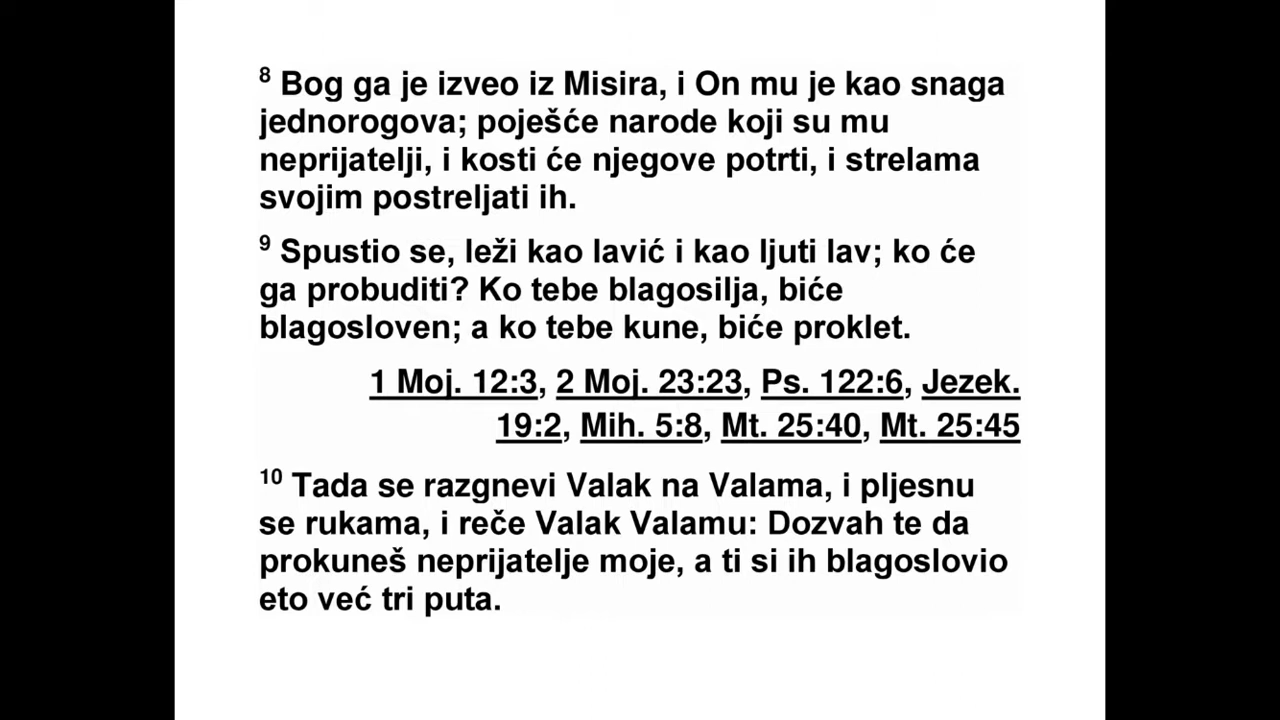 8 Bog ga je izveo iz Misira, i On mu je kao snaga
jednorogova; poješće narode koji su mu
neprijatelji, i kosti će njegove potrti, i strelama
svojim postreljati ih.
9 Spustio se, leži kao lavić i kao ljuti lav; ko će
ga probuditi? Ko tebe blagosilja, biće
blagosloven; a ko tebe kune, biće proklet.
1 Moj. 12:3, 2 Moj. 23:23, Ps. 122:6, Jezek.
19:2, Mih. 5:8, Mt. 25:40, Mt. 25:45
10 Tada se razgnevi Valak na Valama, i pljesnu
se rukama, i reče Valak Valamu: Dozvah te da
prokuneš neprijatelje moje, a ti si ih blagoslovio
eto već tri puta.